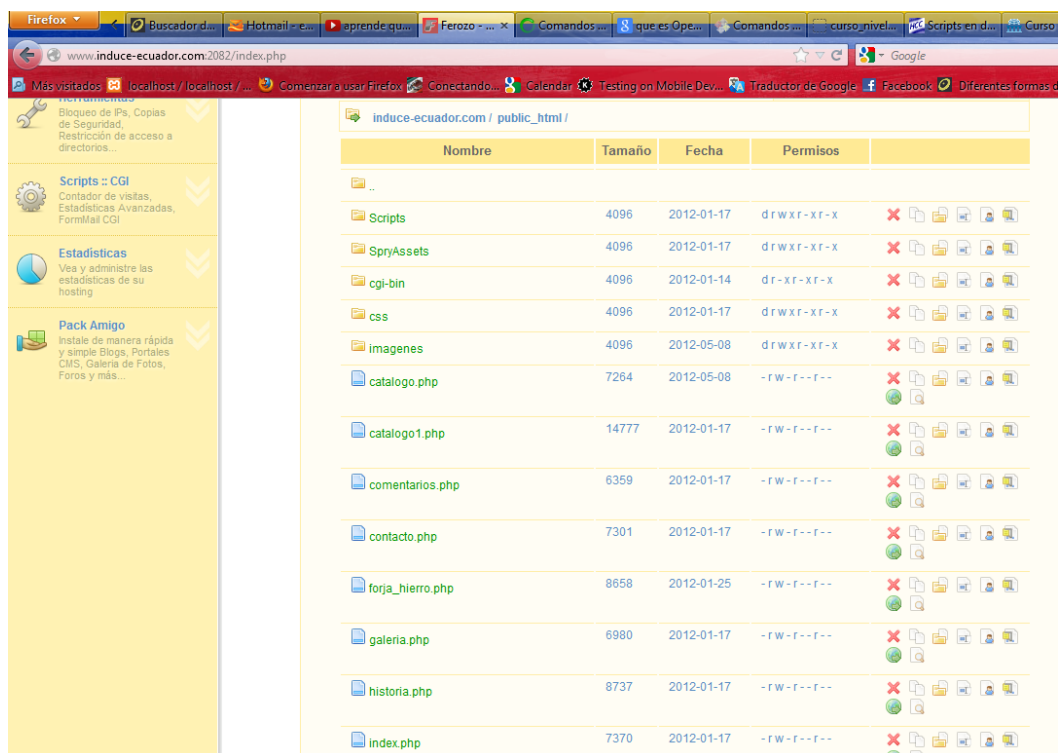 Firefox
Buscador d...
Hotmail - e...
aprende qu...
Ferozo - ... ×
Comandos ...
que es Ope...
Comandos ...
curso_nivel...
Scripts en d...
Curso
www.induce-ecuador.com:2082/index.php
Google
Más visitados
localhost / localhost / ...
Comenzar a usar Firefox
Conectando...
Calendar
Testing on Mobile Dev...
Traductor de Google
Facebook
Diferentes formas d
Herramientas
Bloqueo de IPs, Copias
de Seguridad,
Restricción de acceso a
directorios...
Scripts :: CGI
Contador de visitas,
Estadísticas Avanzadas,
FormMail CGI
Estadísticas
Vea y administre las
estadísticas de su
hosting
Pack Amigo
Instale de manera rápida
y simple Blogs, Portales
CMS, Galeria de Fotos,
Foros y más...
induce-ecuador.com / public_html /
Nombre Tamaño Fecha Permisos
..
Scripts 4096 2012-01-17 drwxr-xr-x
SpryAssets 4096 2012-01-17 drwxr-xr-x
cgi-bin 4096 2012-01-14 dr-xr-xr-x
css 4096 2012-01-17 drwxr-xr-x
imagenes 4096 2012-05-08 drwxr-xr-x
catalogo.php 7264 2012-05-08 -rw-r--r--
catalogo1.php 14777 2012-01-17 -rw-r--r--
comentarios.php 6359 2012-01-17 -rw-r--r--
contacto.php 7301 2012-01-17 -rw-r--r--
forja_hierro.php 8658 2012-01-25 -rw-r--r--
galeria.php 6980 2012-01-17 -rw-r--r--
historia.php 8737 2012-01-17 -rw-r--r--
index.php 7370 2012-01-17 -rw-r--r--